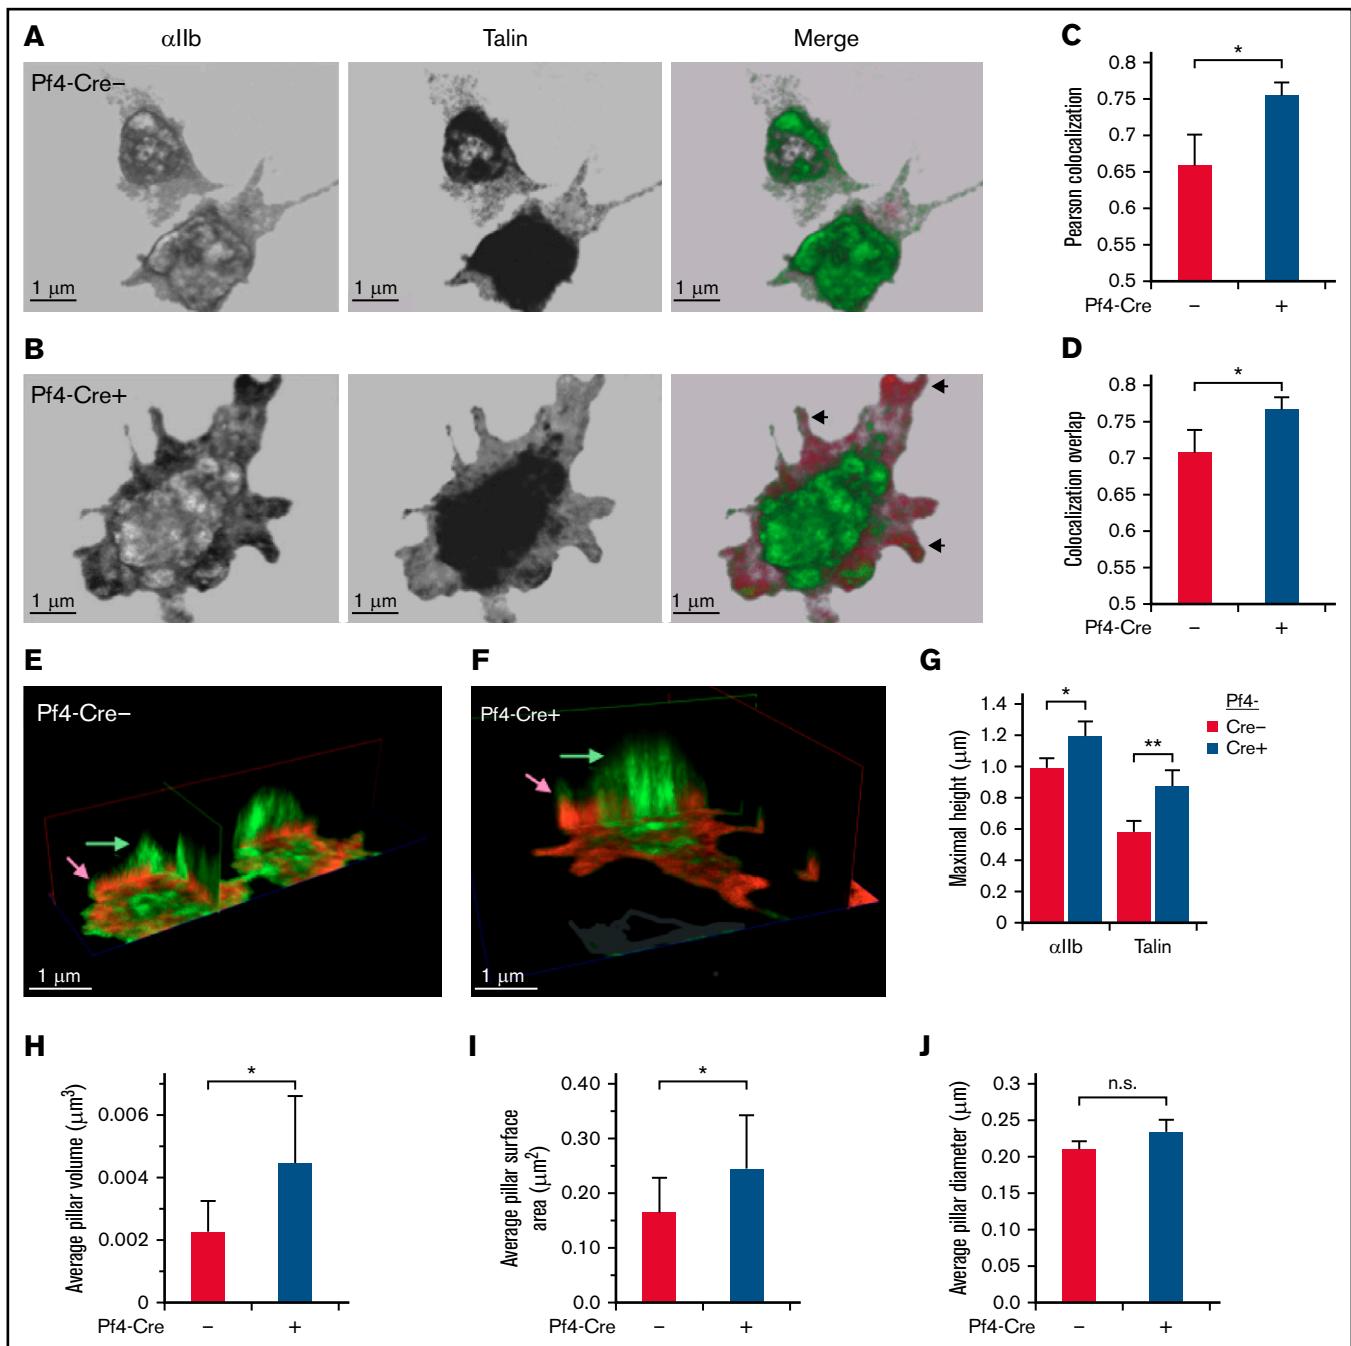 A
αIIb
Talin
Merge
Pf4-Cre–
1 μm
1 μm
1 μm
B
Pf4-Cre+
1 μm
1 μm
1 μm
C
Pearson colocalization
0.8
0.75
0.7
0.65
0.6
0.55
0.5
*
Pf4-Cre – +
D
Colocalization overlap
0.8
0.75
0.7
0.65
0.6
0.55
0.5
*
Pf4-Cre – +
E
Pf4-Cre–
1 μm
F
Pf4-Cre+
1 μm
G
Maximal height (μm)
1.4
1.2
1.0
0.8
0.6
0.4
0.2
0
*
**
αIIb Talin
Pf4-
Cre–
Cre+
H
Average pillar volume (μm³)
0.006
0.004
0.002
0
*
Pf4-Cre – +
I
Average pillar surface
area (μm²)
0.40
0.30
0.20
0.10
0.0
*
Pf4-Cre – +
J
Average pillar diameter (μm)
0.3
0.25
0.20
0.15
0.10
0.05
0.0
n.s.
Pf4-Cre – +